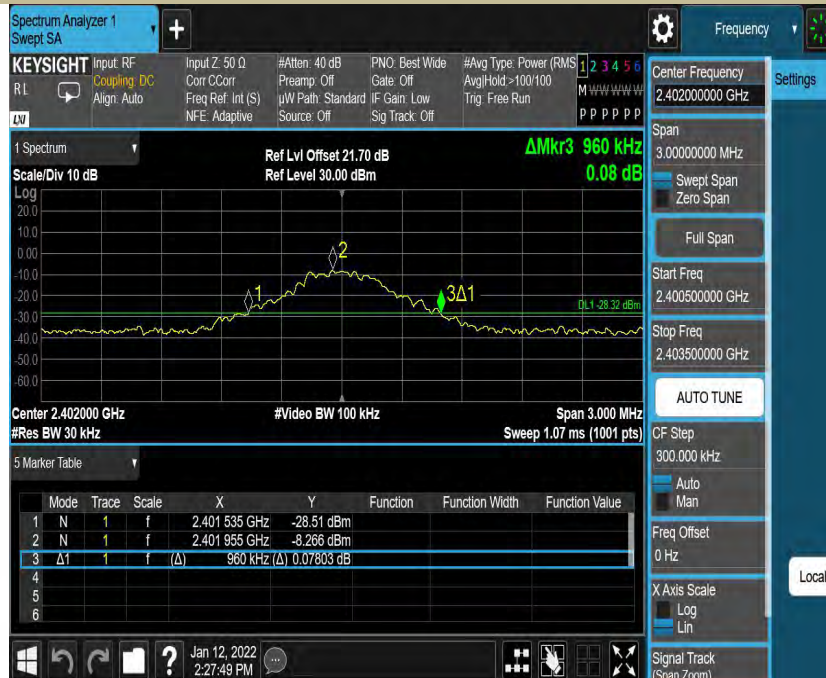 Spectrum Analyzer 1
Swept SA
Frequency
KEYSIGHT
RL
LXI
Input: RF
Coupling: DC
Align: Auto
Input Z: 50 Ω
Corr CCorr
Freq Ref: Int (S)
NFE: Adaptive
#Atten: 40 dB
Preamp: Off
µW Path: Standard
Source: Off
PNO: Best Wide
Gate: Off
IF Gain: Low
Sig Track: Off
#Avg Type: Power (RMS
Avg|Hold:>100/100
Trig: Free Run
1 2 3 4 5 6
M W W W W W
P P P P P P
Center Frequency
2.402000000 GHz
Settings
Span
3.00000000 MHz
Swept Span
Zero Span
Full Span
Start Freq
2.400500000 GHz
Stop Freq
2.403500000 GHz
AUTO TUNE
CF Step
300.000 kHz
Auto
Man
Freq Offset
0 Hz
X Axis Scale
Log
Lin
Signal Track
(Span Zoom)
Local
1 Spectrum
Scale/Div 10 dB
Ref Lvl Offset 21.70 dB
Ref Level 30.00 dBm
ΔMkr3 960 kHz
0.08 dB
Log
20.0
10.0
0.00
-10.0
-20.0
-30.0
-40.0
-50.0
-60.0
1
2
3Δ1
DL1 -28.32 dBm
Center 2.402000 GHz
#Res BW 30 kHz
#Video BW 100 kHz
Span 3.000 MHz
Sweep 1.07 ms (1001 pts)
5 Marker Table
Mode Trace Scale X Y Function Function Width Function Value
1 N 1 f 2.401 535 GHz -28.51 dBm
2 N 1 f 2.401 955 GHz -8.266 dBm
3 Δ1 1 f (Δ) 960 kHz (Δ) 0.07803 dB
4
5
6
?
Jan 12, 2022
2:27:49 PM